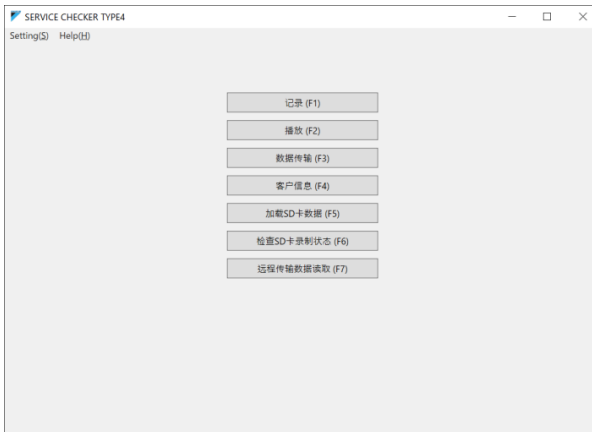 SERVICE CHECKER TYPE4
Setting(S) Help(H)
记录 (F1)
播放 (F2)
数据传输 (F3)
客户信息 (F4)
加载SD卡数据 (F5)
检查SD卡录制状态 (F6)
远程传输数据读取 (F7)